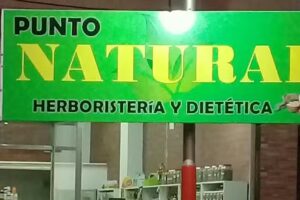 PUNTO
NATURAL
HERBORISTERÍA Y DIETÉTICA